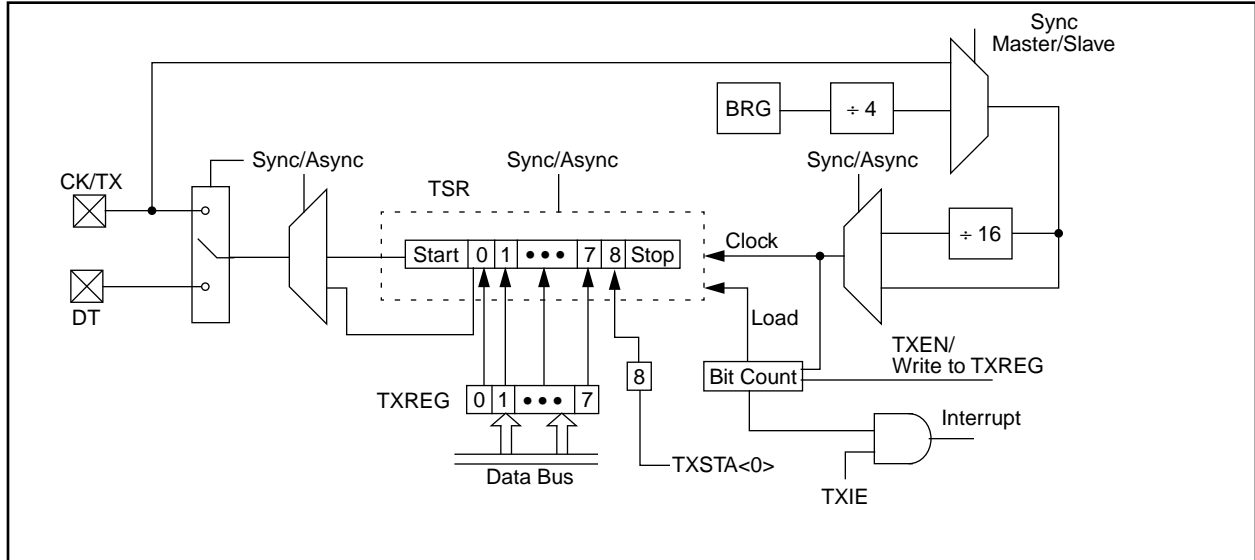 Sync
Master/Slave
BRG
÷ 4
Sync/Async
Sync/Async
Sync/Async
CK/TX
TSR
÷ 16
Start 0 1 ••• 7 8 Stop
Clock
DT
Load
TXEN/
Write to TXREG
8
Bit Count
TXREG
0 1 ••• 7
Interrupt
TXSTA<0>
Data Bus
TXIE